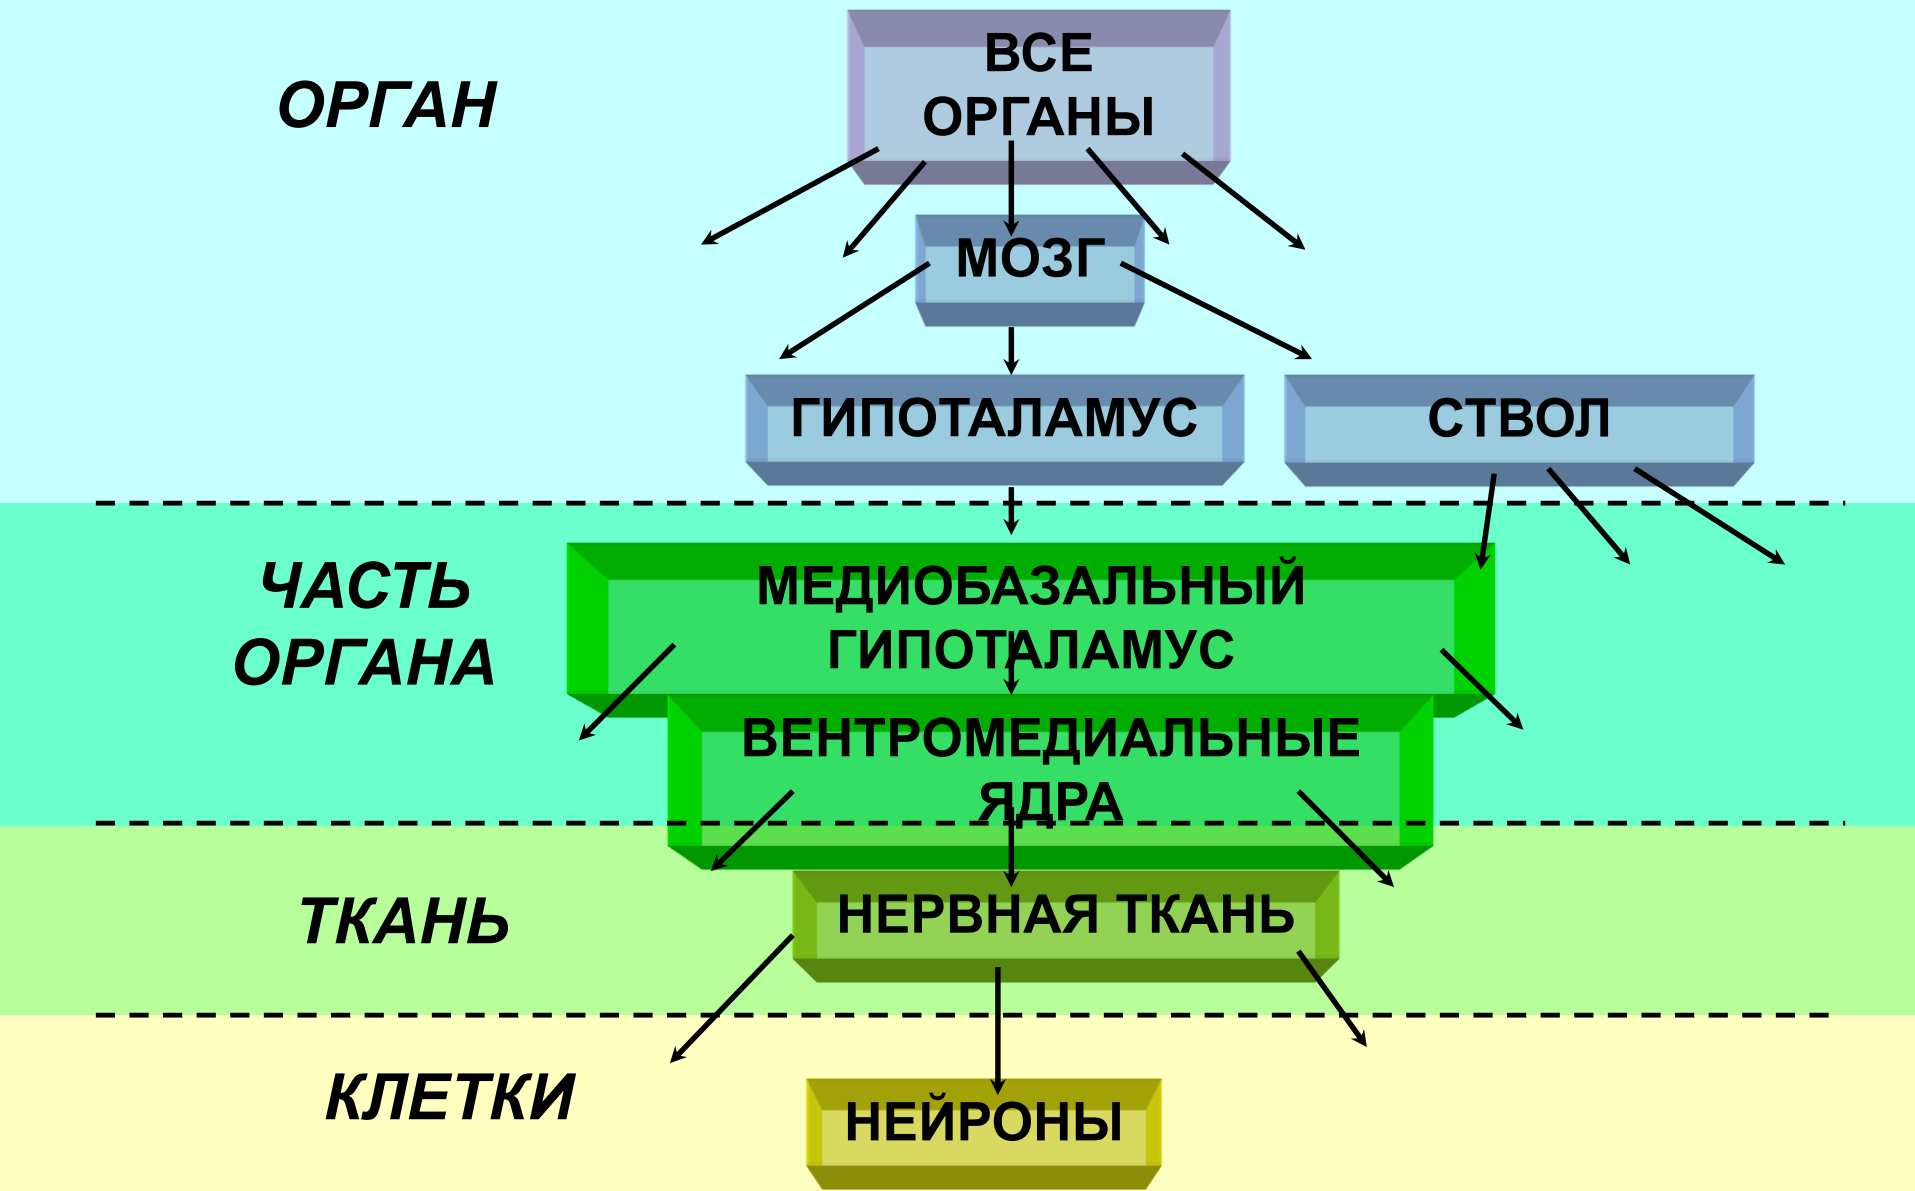 ОРГАН
ВСЕ
ОРГАНЫ
МОЗГ
ГИПОТАЛАМУС
СТВОЛ
ЧАСТЬ
ОРГАНА
МЕДИОБАЗАЛЬНЫЙ
ГИПОТАЛАМУС
ВЕНТРОМЕДИАЛЬНЫЕ
ЯДРА
ТКАНЬ
НЕРВНАЯ ТКАНЬ
КЛЕТКИ
НЕЙРОНЫ